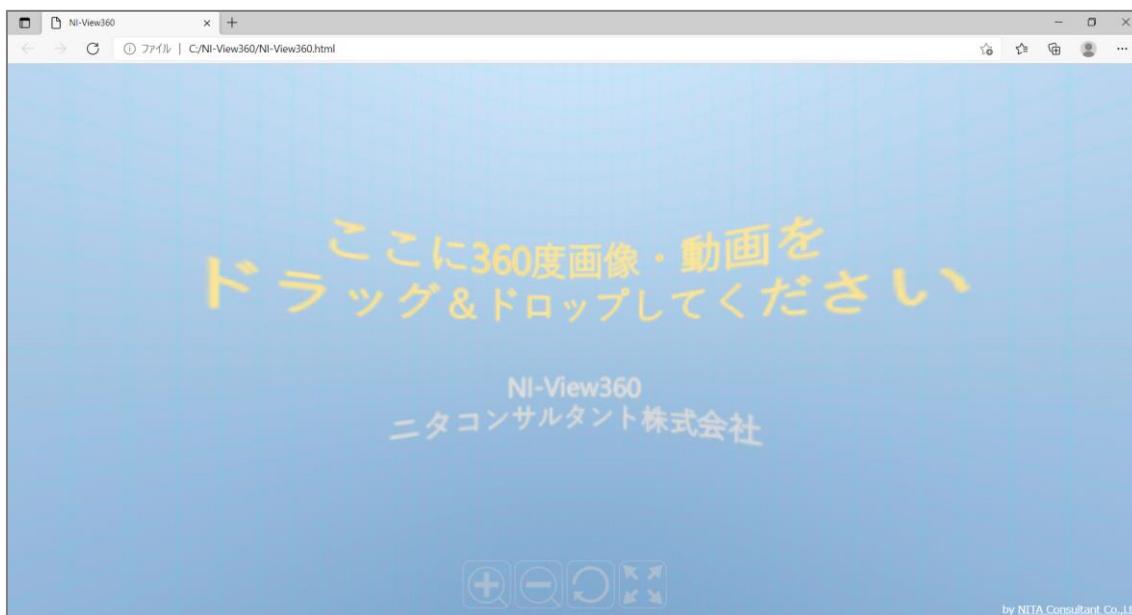 NI-View360
ファイル | C:/NI-View360/NI-View360.html
ここに360度画像・動画を
ドラッグ＆ドロップしてください
NI-View360
ニタコンサルタント株式会社
by NITA Consultant Co.,Lt